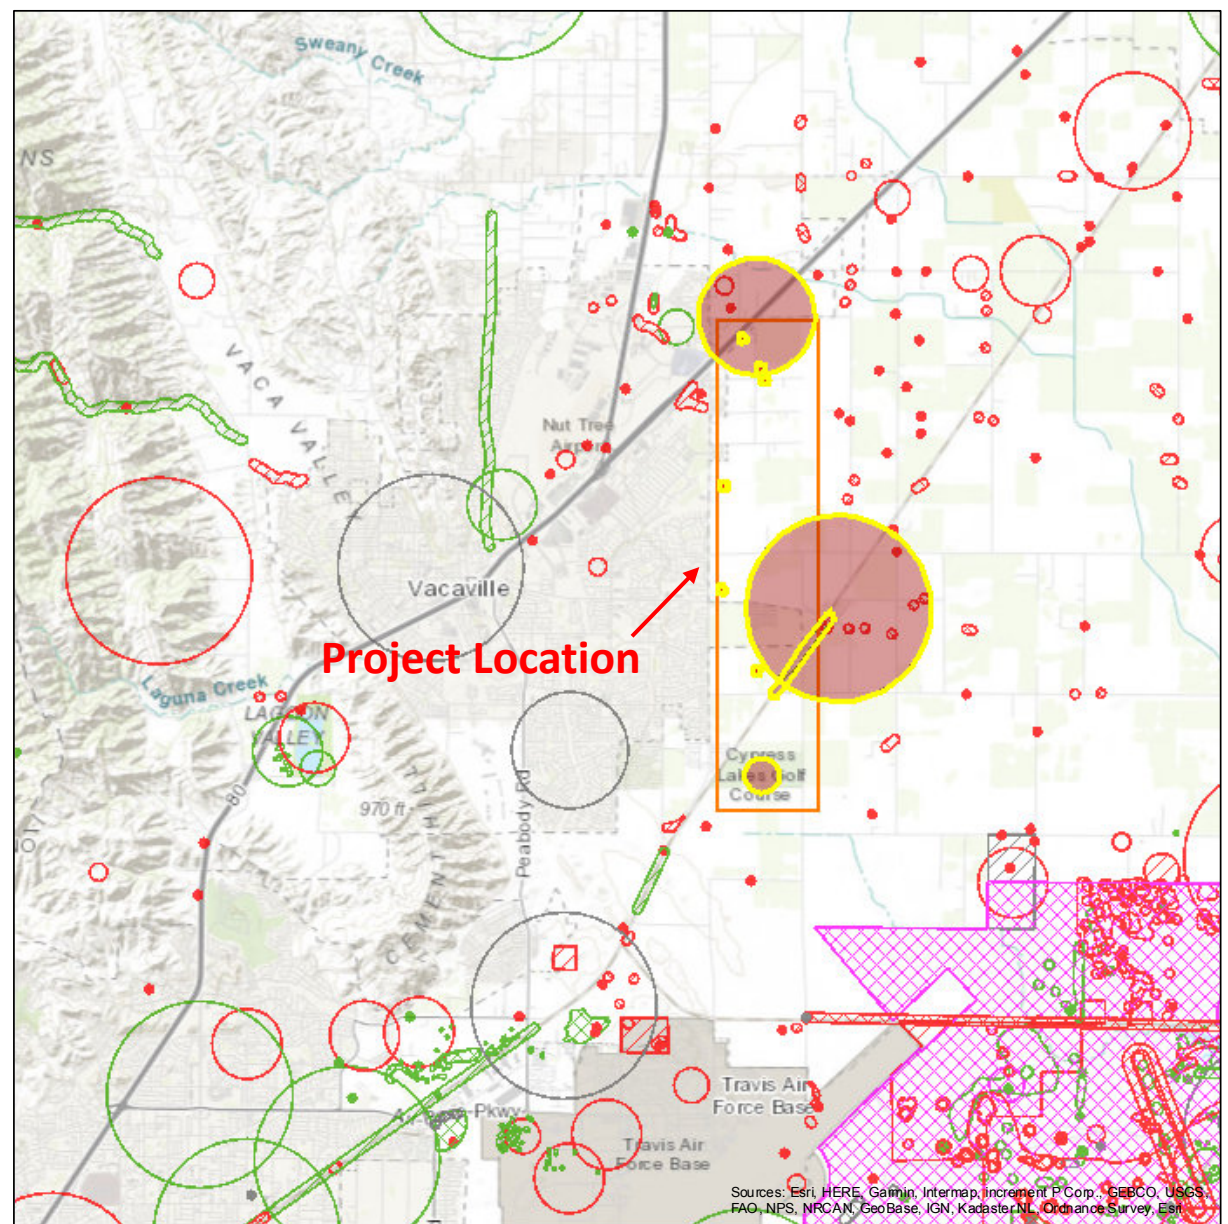 Sweany Creek
NS
VACA VALLEY
Nut Tree
Airport
Vacaville
Project Location
Laguna Creek
LAGOON
VALLEY
Cypress
Lakes Golf
Course
80
970 ft
Peabody Rd
CEMENT HILL
Travis Air
Force Base
Pkwy
Travis Air
Force Base
Sources: Esri, HERE, Garmin, Intermap, increment P Corp., GEBCO, USGS,
FAO, NPS, NRCAN, GeoBase, IGN, Kadaster NL, Ordnance Survey, Esri